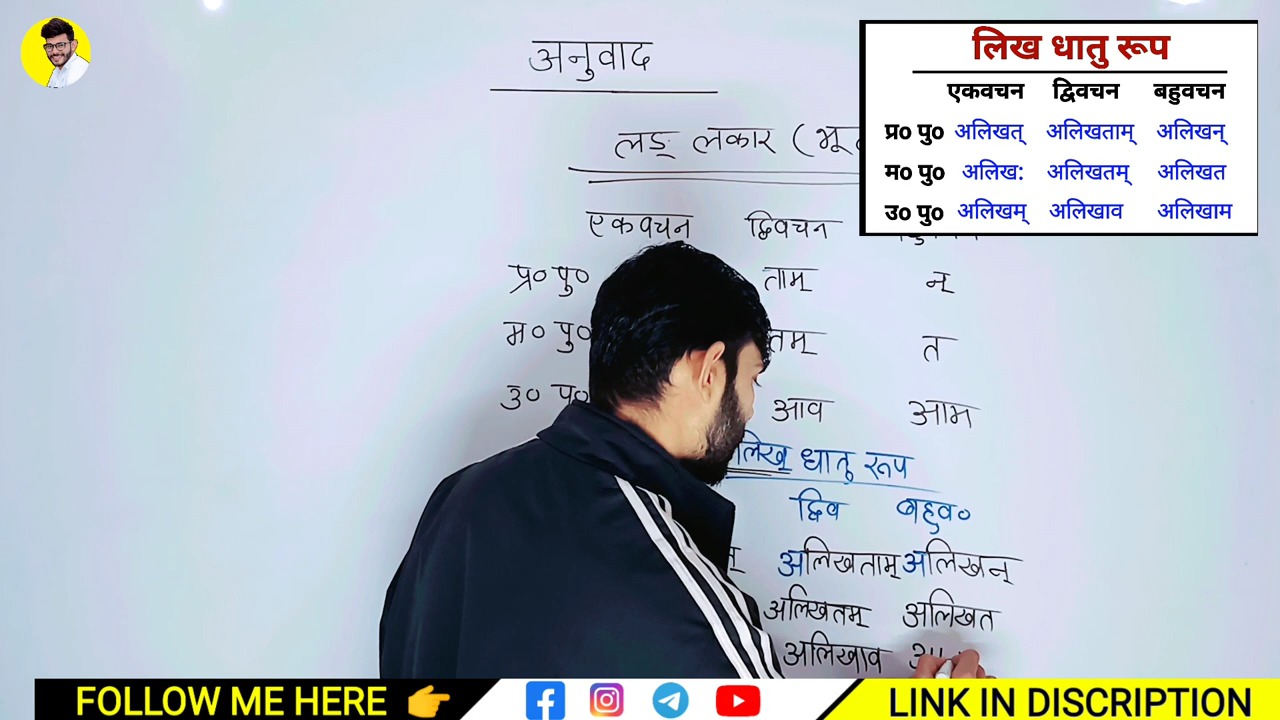 अनुवाद
लङ् लकार (भू
एकवचन द्विवचन
प्र० पु० ताम् न्
म० पु० तम् त
उ० प० आव आम
लिख् धातु रूप
द्विव बहुव०
अलिखताम् अलिखन्
अलिखतम् अलिखत
अलिखाव
लिख धातु रूप
एकवचन द्विवचन बहुवचन
प्र० पु० अलिखत् अलिखताम् अलिखन्
म० पु० अलिख: अलिखतम् अलिखत
उ० पु० अलिखम् अलिखाव अलिखाम
FOLLOW ME HERE LINK IN DISCRIPTION